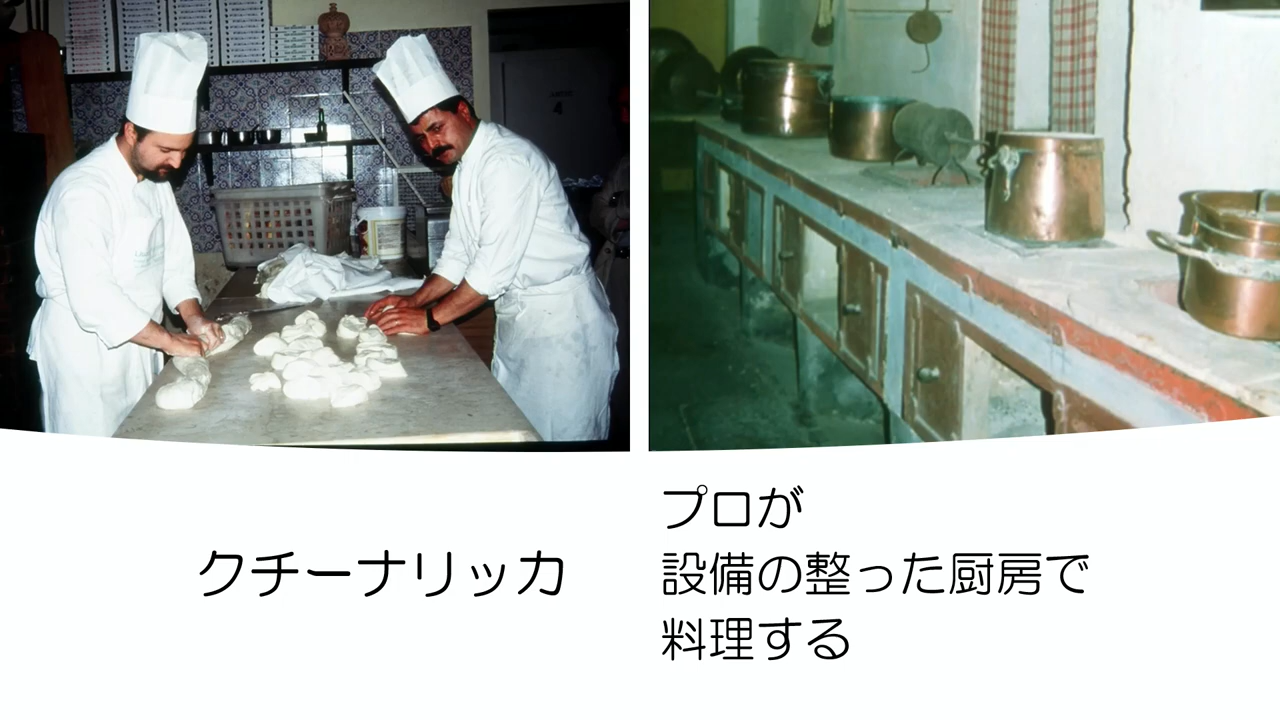 4
クチーナリッカ
プロが
設備の整った厨房で
料理する